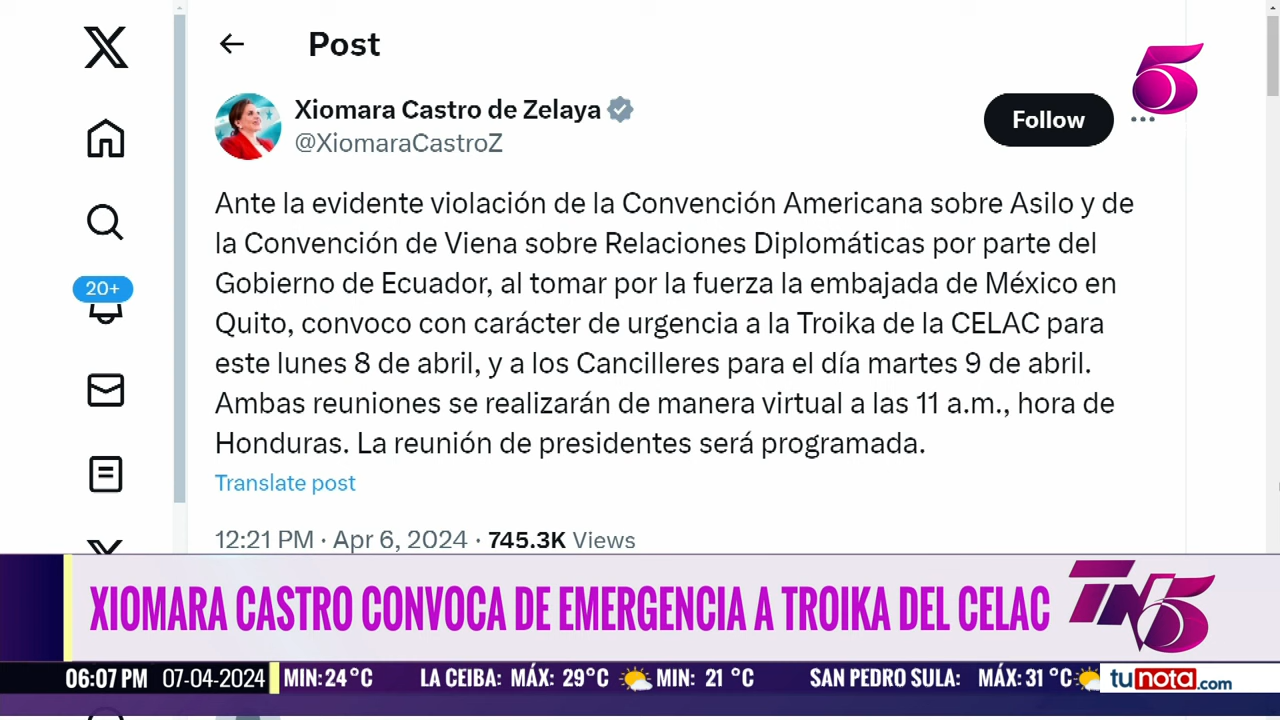 Post
5
Xiomara Castro de Zelaya
@XiomaraCastroZ
Follow
Ante la evidente violación de la Convención Americana sobre Asilo y de
la Convención de Viena sobre Relaciones Diplomáticas por parte del
Gobierno de Ecuador, al tomar por la fuerza la embajada de México en
Quito, convoco con carácter de urgencia a la Troika de la CELAC para
este lunes 8 de abril, y a los Cancilleres para el día martes 9 de abril.
Ambas reuniones se realizarán de manera virtual a las 11 a.m., hora de
Honduras. La reunión de presidentes será programada.
Translate post
12:21 PM · Apr 6, 2024 · 745.3K Views
20+
XIOMARA CASTRO CONVOCA DE EMERGENCIA A TROIKA DEL CELAC
TN5
06:07 PM 07-04-2024 MIN: 24 °C LA CEIBA: MÁX: 29°C MIN: 21 °C SAN PEDRO SULA: MÁX: 31 °C tunota.com